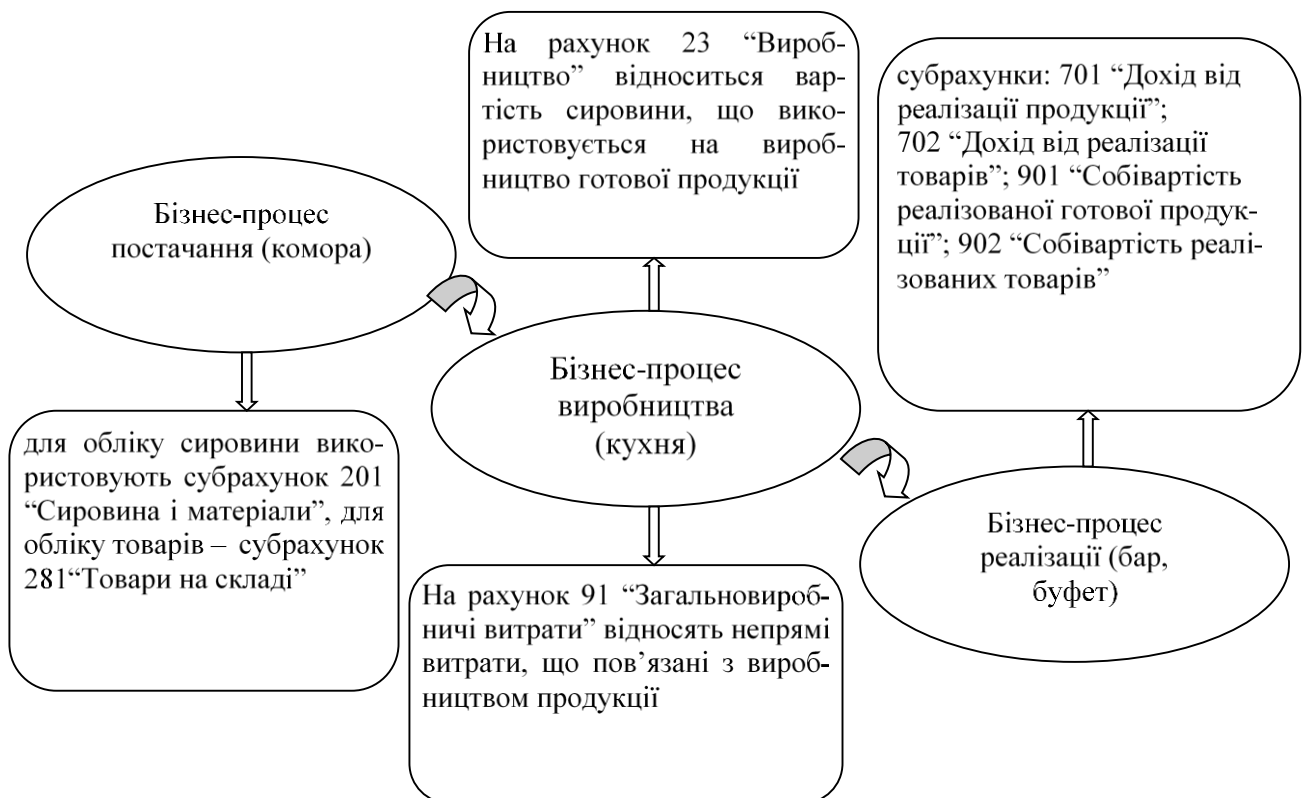 На рахунок 23 “Вироб-
ництво” відноситься вар-
тість сировини, що вико-
ристовується на вироб-
ництво готової продукції
субрахунки: 701 “Дохід від
реалізації продукції”;
702 “Дохід від реалізації
товарів”; 901 “Собівартість
реалізованої готової продук-
ції”; 902 “Собівартість реалі-
зованих товарів”
Бізнес-процес
постачання (комора)
Бізнес-процес
виробництва
(кухня)
для обліку сировини вико-
ристовують субрахунок 201
“Сировина і матеріали”, для
обліку товарів – субрахунок
281“Товари на складі”
Бізнес-процес
реалізації (бар,
буфет)
На рахунок 91 “Загальновироб-
ничі витрати” відносять непрямі
витрати, що пов’язані з вироб-
ництвом продукції